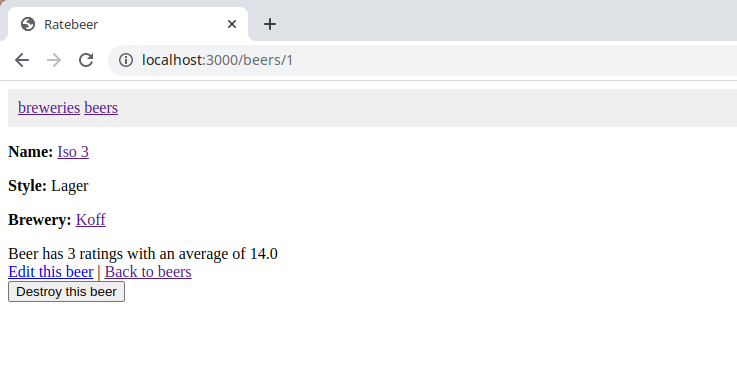 Ratebeer
localhost:3000/beers/1
breweries beers
Name: Iso 3
Style: Lager
Brewery: Koff
Beer has 3 ratings with an average of 14.0
Edit this beer | Back to beers
Destroy this beer